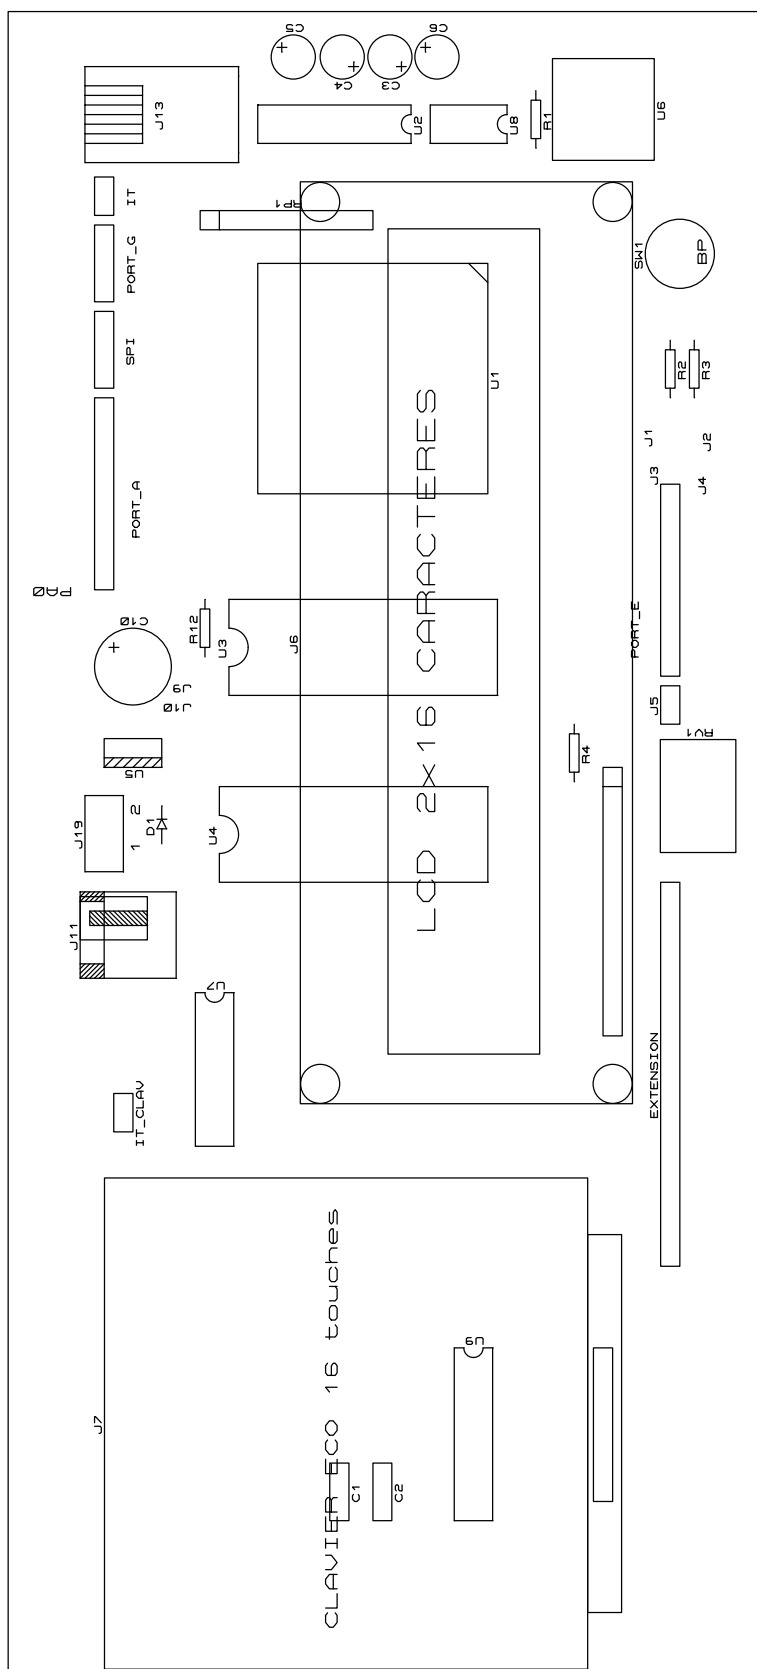 C5
C4
C3
C6
J13
U2
U8
R1
U6
IT
RP1
PORT_G
SW1
BP
SPI
U1
R2
R3
J1
J2
J3
J4
PORT_A
LCD 2x16 CARACTERES
PA0
C10
R12
U3
J6
PORT_E
J9
J10
J5
RV1
U5
R4
J19
1 2
D1
U4
J11
U7
IT_CLAV
EXTENSION
J7
CLAVIER ECO 16 touches
U9
C1
C2